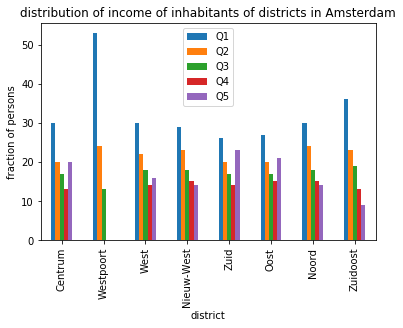 distribution of income of inhabitants of districts in Amsterdam
Q1
Q2
Q3
Q4
Q5
fraction of persons
50
40
30
20
10
0
Centrum
Westpoort
West
Nieuw-West
Zuid
Oost
Noord
Zuidoost
district